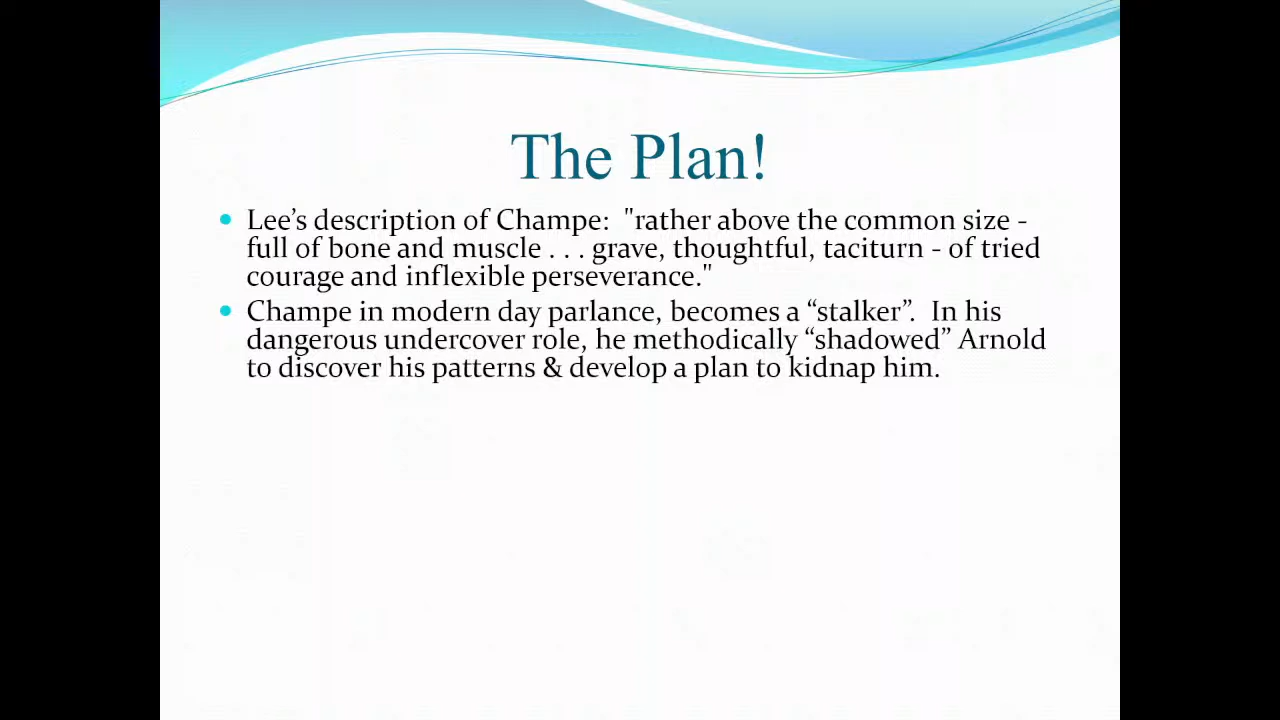 The Plan!
• Lee’s description of Champe:  "rather above the common size -
full of bone and muscle . . . grave, thoughtful, taciturn - of tried
courage and inflexible perseverance."
• Champe in modern day parlance, becomes a “stalker”.  In his
dangerous undercover role, he methodically “shadowed” Arnold
to discover his patterns & develop a plan to kidnap him.